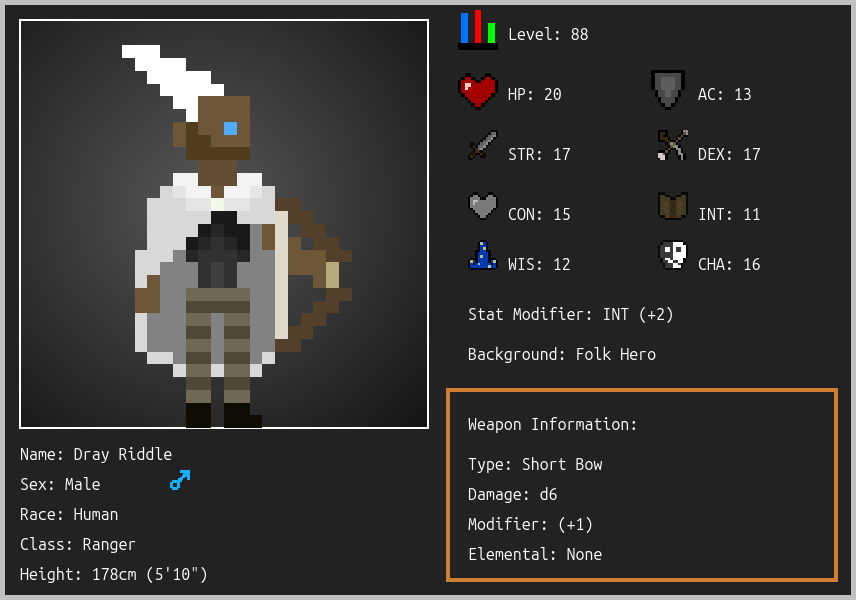 Level: 88
HP: 20
AC: 13
STR: 17
DEX: 17
CON: 15
INT: 11
WIS: 12
CHA: 16
Stat Modifier: INT (+2)
Background: Folk Hero
Weapon Information:
Type: Short Bow
Damage: d6
Modifier: (+1)
Elemental: None
Name: Dray Riddle
Sex: Male
Race: Human
Class: Ranger
Height: 178cm (5'10")